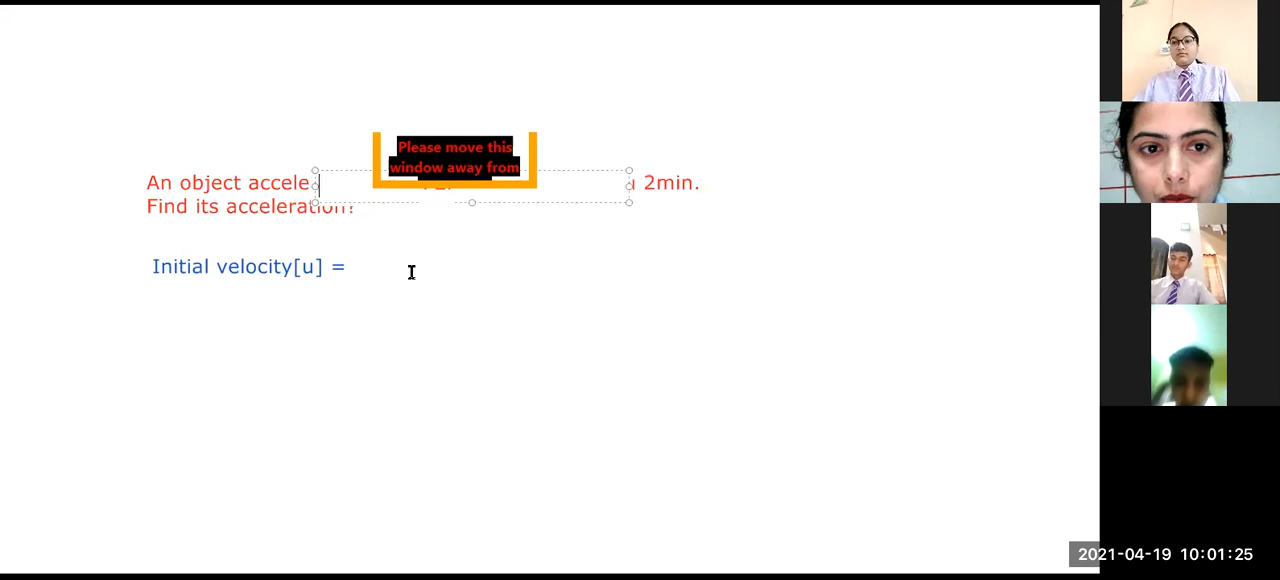 Please move this
window away from
An object accele 2min.
Find its acceleration?
Initial velocity[u] =
2021-04-19 10:01:25